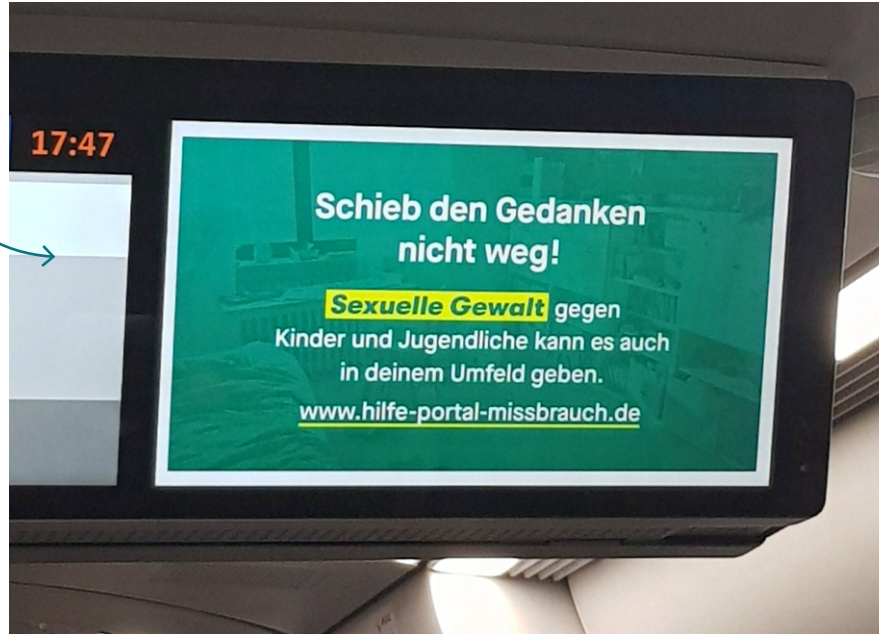 17:47
Schieb den Gedanken
nicht weg!
Sexuelle Gewalt gegen
Kinder und Jugendliche kann es auch
in deinem Umfeld geben.
www.hilfe-portal-missbrauch.de